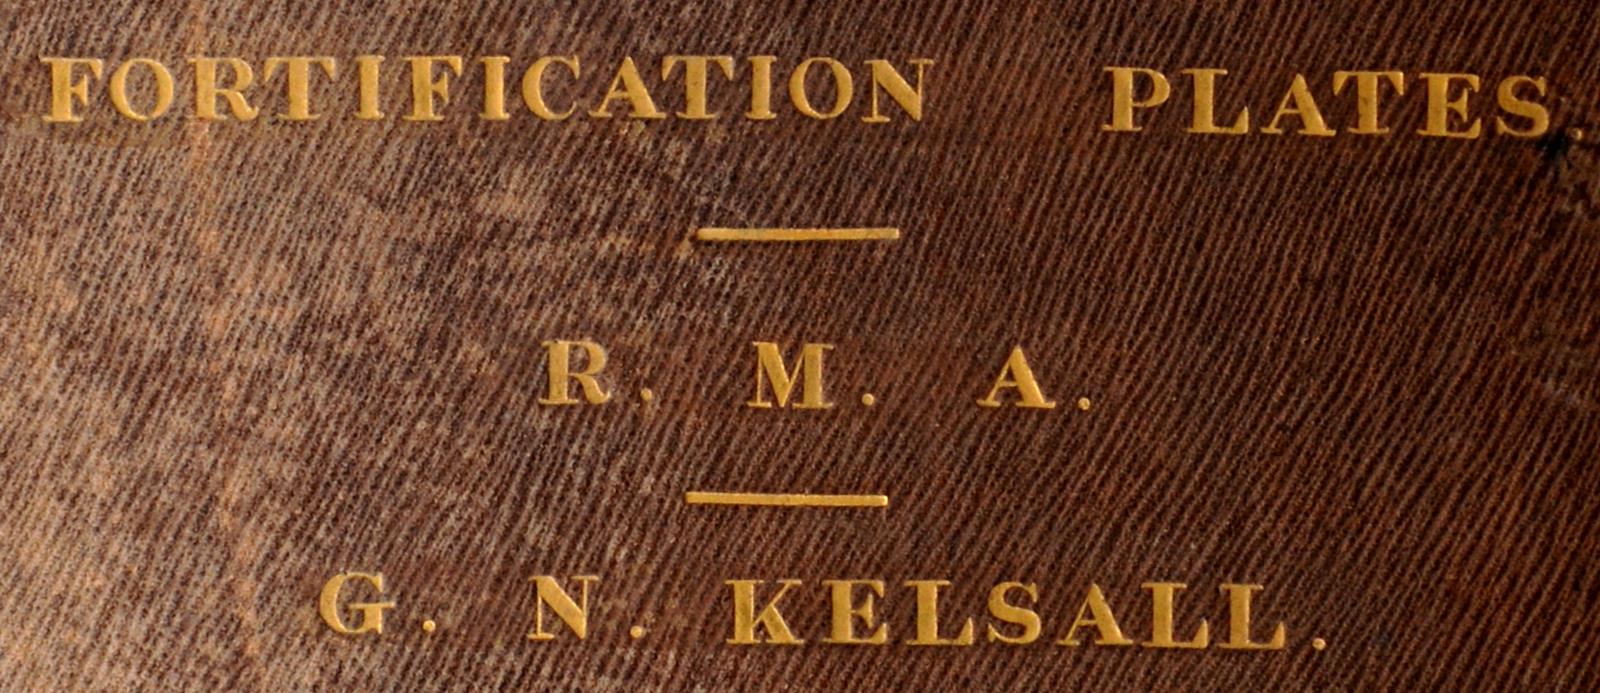 FORTIFICATION PLATES.
R. M. A.
G. N. KELSALL.